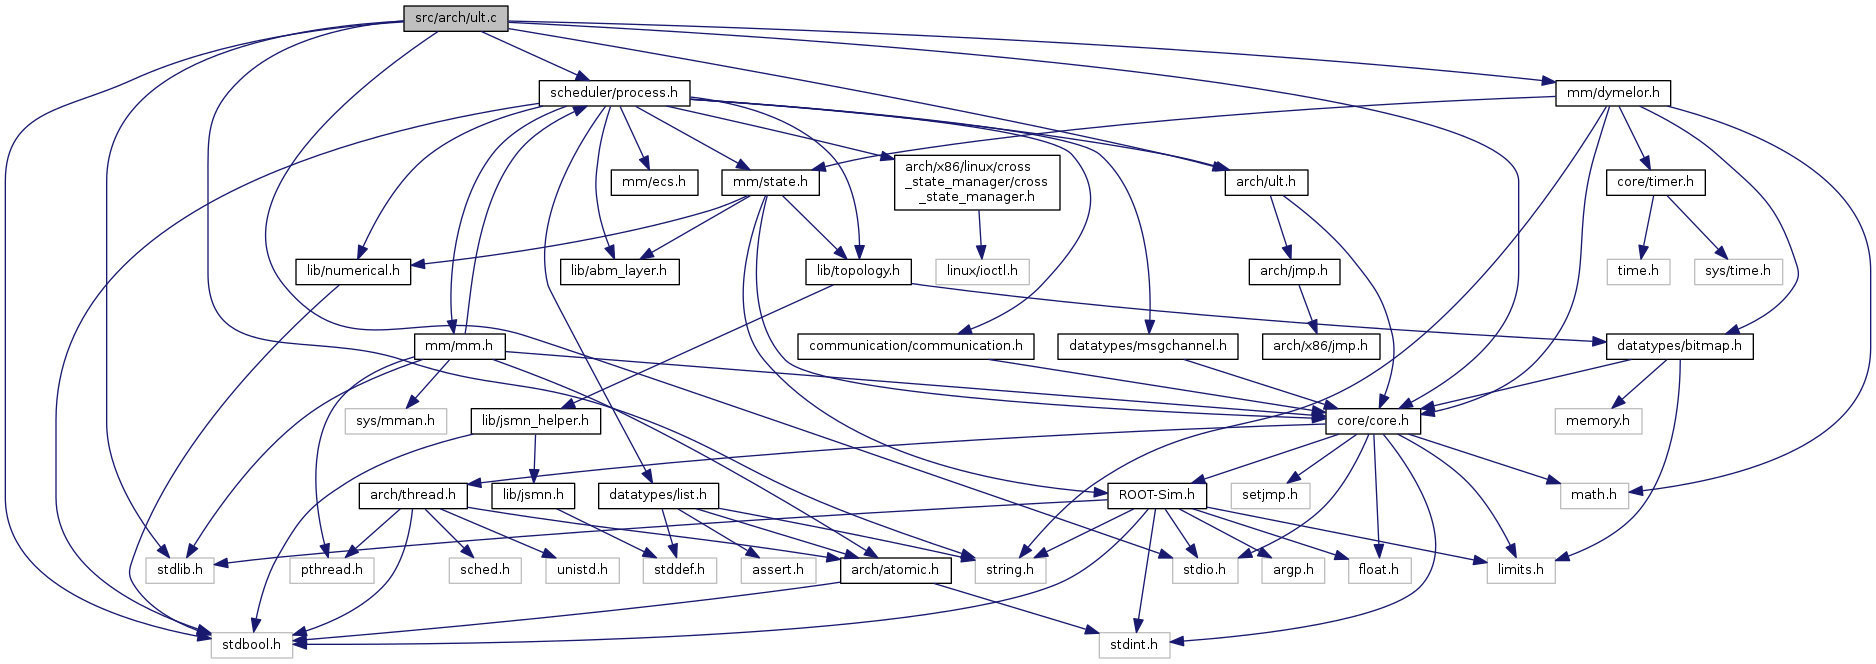 src/arch/ult.c
scheduler/process.h
mm/dymelor.h
mm/ecs.h
mm/state.h
arch/x86/linux/cross
_state_manager/cross
_state_manager.h
arch/ult.h
core/timer.h
lib/numerical.h
lib/abm_layer.h
lib/topology.h
linux/ioctl.h
arch/jmp.h
time.h
sys/time.h
mm/mm.h
communication/communication.h
datatypes/msgchannel.h
arch/x86/jmp.h
datatypes/bitmap.h
sys/mman.h
lib/jsmn_helper.h
core/core.h
memory.h
arch/thread.h
lib/jsmn.h
datatypes/list.h
ROOT-Sim.h
setjmp.h
math.h
stdlib.h
pthread.h
sched.h
unistd.h
stddef.h
assert.h
arch/atomic.h
string.h
stdio.h
argp.h
float.h
limits.h
stdbool.h
stdint.h